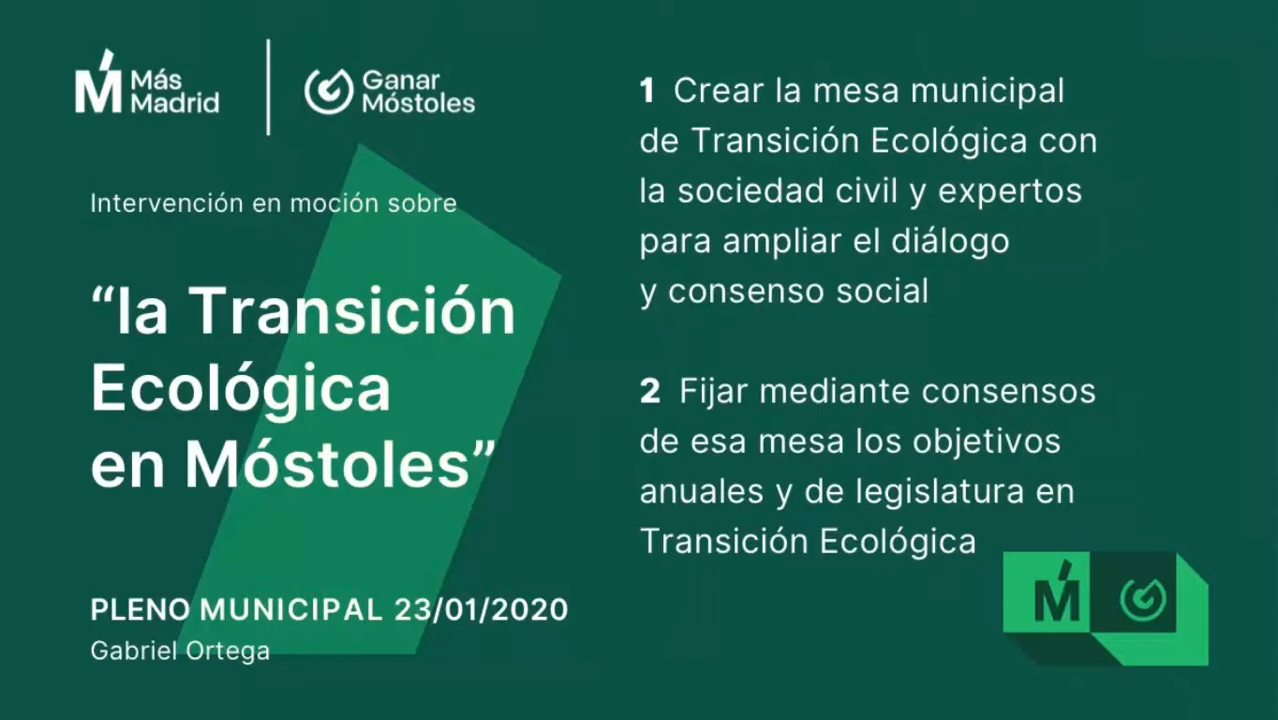 Más
Madrid
Ganar
Móstoles
Intervención en moción sobre
“la Transición
Ecológica
en Móstoles”
PLENO MUNICIPAL 23/01/2020
Gabriel Ortega
1 Crear la mesa municipal
de Transición Ecológica con
la sociedad civil y expertos
para ampliar el diálogo
y consenso social
2 Fijar mediante consensos
de esa mesa los objetivos
anuales y de legislatura en
Transición Ecológica